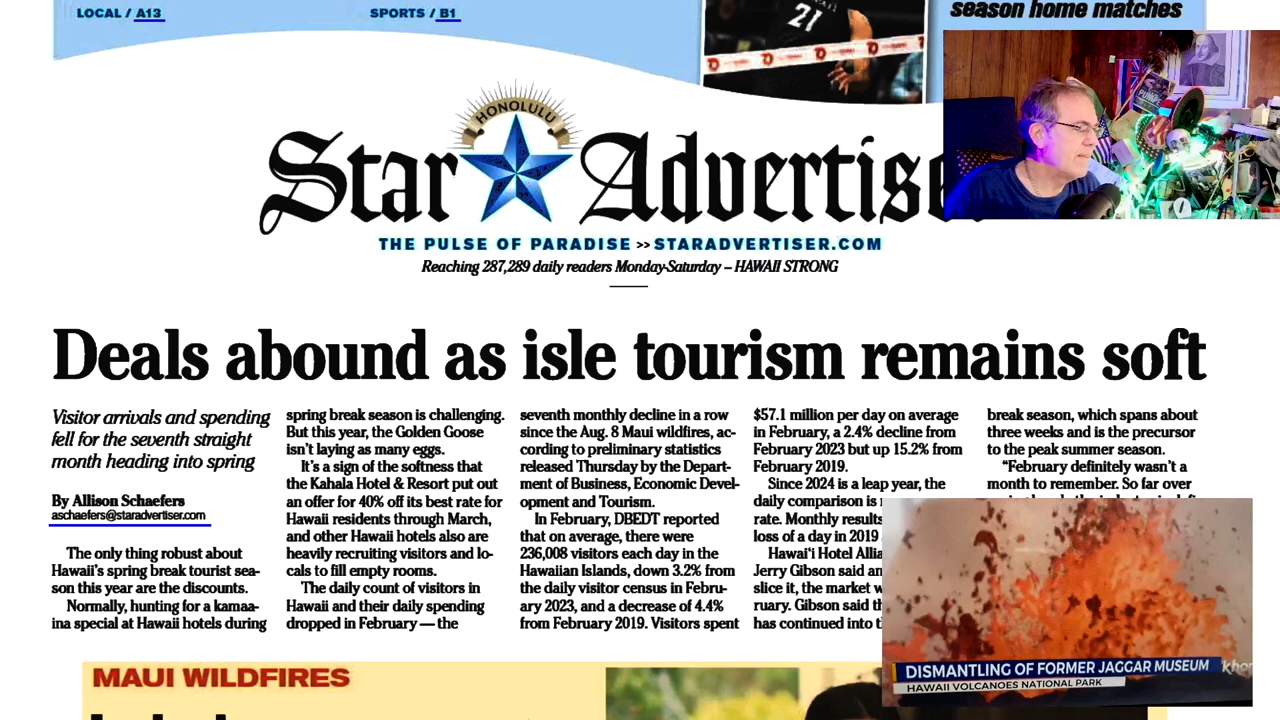 LOCAL / A13
SPORTS / B1
season home matches
21
HONOLULU
Star Advertise
THE PULSE OF PARADISE >> STARADVERTISER.COM
Reaching 287,289 daily readers Monday-Saturday – HAWAII STRONG
Deals abound as isle tourism remains soft
Visitor arrivals and spending
fell for the seventh straight
month heading into spring
By Allison Schaefers
aschaefers@staradvertiser.com
The only thing robust about
Hawaii's spring break tourist sea-
son this year are the discounts.
Normally, hunting for a kamaa-
ina special at Hawaii hotels during
spring break season is challenging.
But this year, the Golden Goose
isn't laying as many eggs.
It's a sign of the softness that
the Kahala Hotel & Resort put out
an offer for 40% off its best rate for
Hawaii residents through March,
and other Hawaii hotels also are
heavily recruiting visitors and lo-
cals to fill empty rooms.
The daily count of visitors in
Hawaii and their daily spending
dropped in February — the
seventh monthly decline in a row
since the Aug. 8 Maui wildfires, ac-
cording to preliminary statistics
released Thursday by the Depart-
ment of Business, Economic Devel-
opment and Tourism.
In February, DBEDT reported
that on average, there were
236,008 visitors each day in the
Hawaiian Islands, down 3.2% from
the daily visitor census in Febru-
ary 2023, and a decrease of 4.4%
from February 2019. Visitors spent
$57.1 million per day on average
in February, a 2.4% decline from
February 2023 but up 15.2% from
February 2019.
Since 2024 is a leap year, the
daily comparison is
rate. Monthly results
loss of a day in 2019
Hawai‘i Hotel Allia
Jerry Gibson said an
slice it, the market w
ruary. Gibson said th
has continued into t
break season, which spans about
three weeks and is the precursor
to the peak summer season.
“February definitely wasn't a
month to remember. So far over
DISMANTLING OF FORMER JAGGAR MUSEUM
khon
HAWAII VOLCANOES NATIONAL PARK
MAUI WILDFIRES